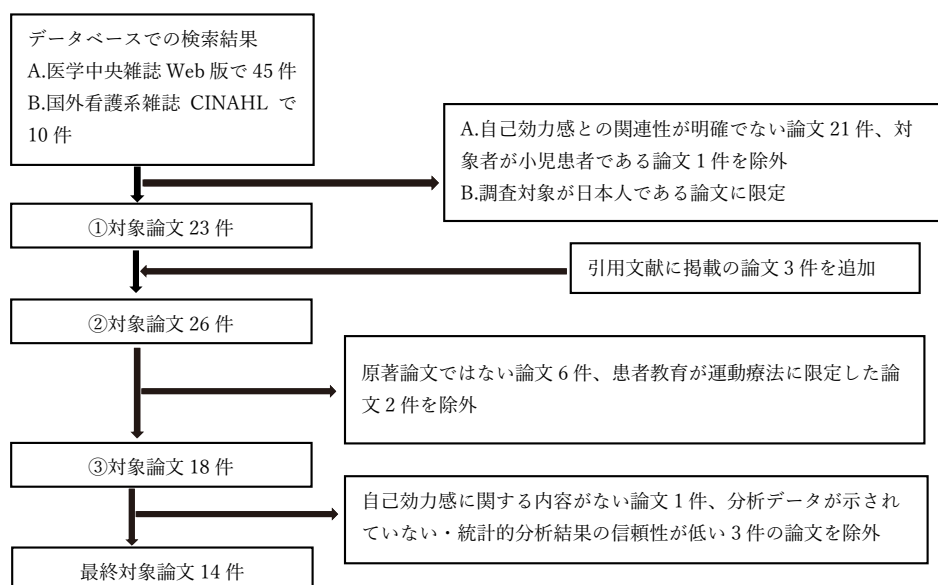 データベースでの検索結果
A.医学中央雑誌 Web 版で 45 件
B.国外看護系雑誌 CINAHL で
10 件
A.自己効力感との関連性が明確でない論文 21 件、対
象者が小児患者である論文 1 件を除外
B.調査対象が日本人である論文に限定
①対象論文 23 件
引用文献に掲載の論文 3 件を追加
②対象論文 26 件
原著論文ではない論文 6 件、患者教育が運動療法に限定した論
文 2 件を除外
③対象論文 18 件
自己効力感に関する内容がない論文 1 件、分析データが示され
ていない・統計的分析結果の信頼性が低い 3 件の論文を除外
最終対象論文 14 件